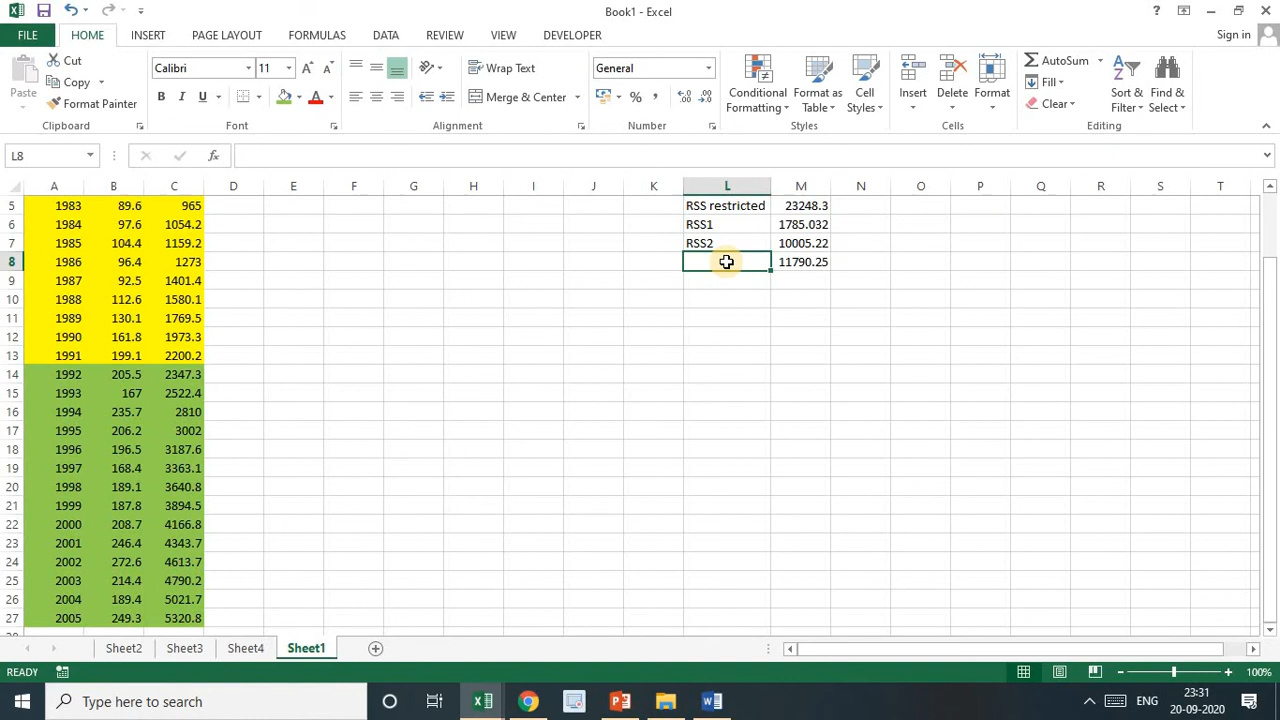 Book1 - Excel
?
FILE HOME INSERT PAGE LAYOUT FORMULAS DATA REVIEW VIEW DEVELOPER Sign in
Paste Cut Copy Format Painter
Calibri 11
B I U A
Wrap Text
Merge & Center
General
% ,
Conditional Formatting Format as Table Cell Styles
Insert Delete Format
AutoSum
Fill
Clear
Sort & Filter Find & Select
Clipboard Font Alignment Number Styles Cells Editing
L8 fx
A B C D E F G H I J K L M N O P Q R S T
5 1983 89.6 965 RSS restricted 23248.3
6 1984 97.6 1054.2 RSS1 1785.032
7 1985 104.4 1159.2 RSS2 10005.22
8 1986 96.4 1273 11790.25
9 1987 92.5 1401.4
10 1988 112.6 1580.1
11 1989 130.1 1769.5
12 1990 161.8 1973.3
13 1991 199.1 2200.2
14 1992 205.5 2347.3
15 1993 167 2522.4
16 1994 235.7 2810
17 1995 206.2 3002
18 1996 196.5 3187.6
19 1997 168.4 3363.1
20 1998 189.1 3640.8
21 1999 187.8 3894.5
22 2000 208.7 4166.8
23 2001 246.4 4343.7
24 2002 272.6 4613.7
25 2003 214.4 4790.2
26 2004 189.4 5021.7
27 2005 249.3 5320.8
Sheet2 Sheet3 Sheet4 Sheet1
READY 100%
Type here to search ENG 23:31
20-09-2020